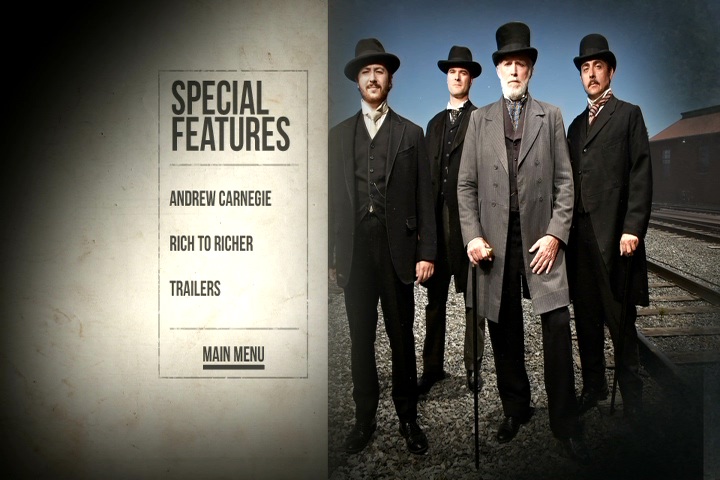 SPECIAL
FEATURES
ANDREW CARNEGIE
RICH TO RICHER
TRAILERS
MAIN MENU